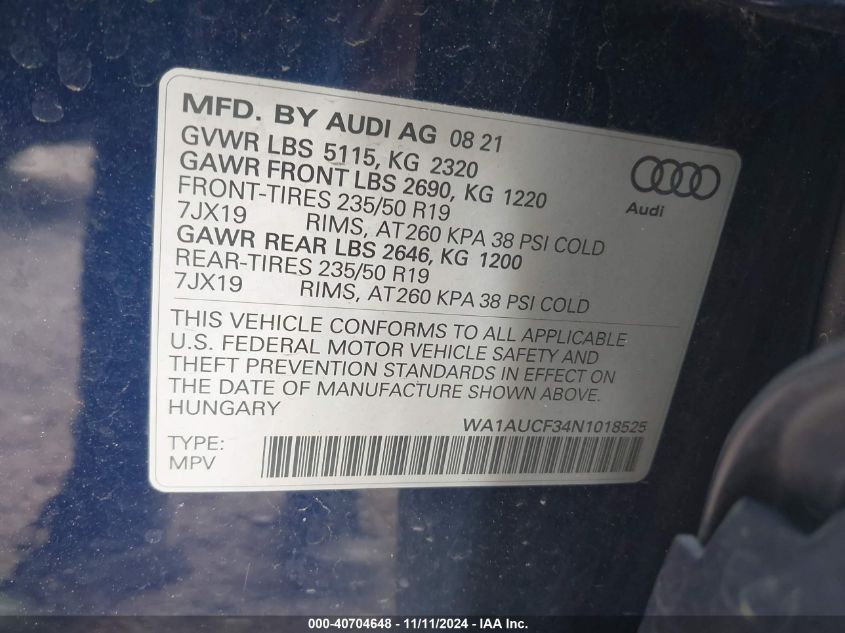 MFD. BY AUDI AG 08 21
GVWR LBS 5115, KG 2320
GAWR FRONT LBS 2690, KG 1220
FRONT-TIRES 235/50 R19
7JX19 RIMS, AT 260 KPA 38 PSI COLD
GAWR REAR LBS 2646, KG 1200
REAR-TIRES 235/50 R19
7JX19 RIMS, AT 260 KPA 38 PSI COLD
Audi
THIS VEHICLE CONFORMS TO ALL APPLICABLE
U.S. FEDERAL MOTOR VEHICLE SAFETY AND
THEFT PREVENTION STANDARDS IN EFFECT ON
THE DATE OF MANUFACTURE SHOWN ABOVE.
HUNGARY
WA1AUCF34N1018525
TYPE:
MPV
000-40704648 - 11/11/2024 - IAA Inc.